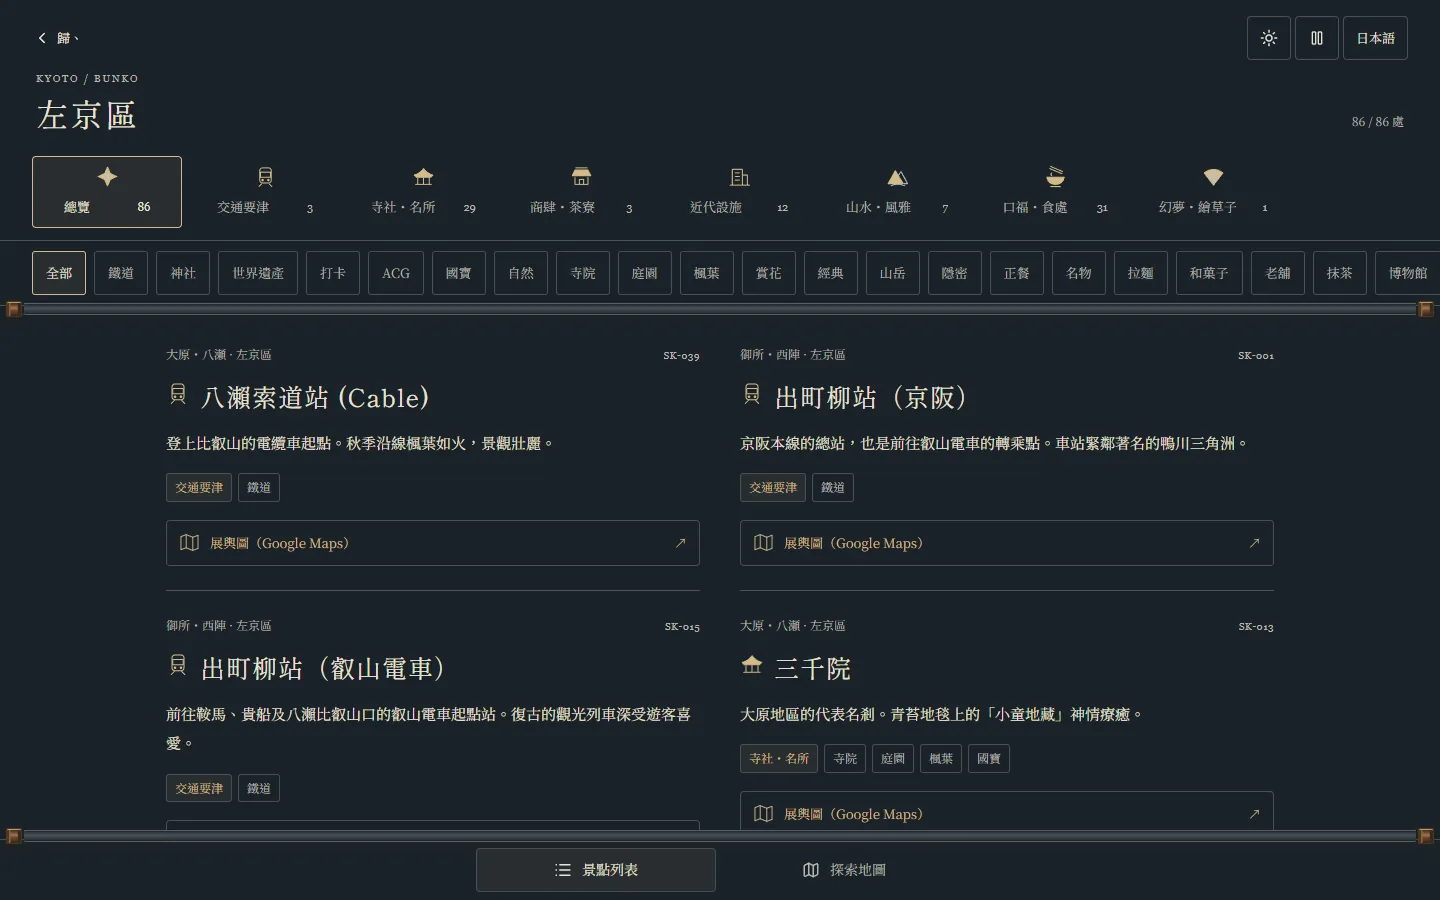 歸、
日本語
KYOTO / BUNKO
左京區
86 / 86 處
總覽 86
交通要津 3
寺社・名所 29
商肆・茶寮 3
近代設施 12
山水・風雅 7
口福・食處 31
幻夢・繪草子 1
全部 鐵道 神社 世界遺產 打卡 ACG 國寶 自然 寺院 庭園 楓葉 賞花 經典 山岳 隱密 正餐 名物 拉麵 和菓子 老舖 抹茶 博物館
大原・八瀬 · 左京區 SK-039
八瀨索道站 (Cable)
登上比叡山的電纜車起點。秋季沿線楓葉如火，景觀壯麗。
交通要津 鐵道
展輿圖（Google Maps） ↗
御所・西陣 · 左京區 SK-001
出町柳站（京阪）
京阪本線的總站，也是前往叡山電車的轉乘點。車站緊鄰著名的鴨川三角洲。
交通要津 鐵道
展輿圖（Google Maps） ↗
御所・西陣 · 左京區 SK-015
出町柳站（叡山電車）
前往鞍馬、貴船及八瀨比叡山口的叡山電車起點站。復古的觀光列車深受遊客喜
愛。
交通要津 鐵道
大原・八瀬 · 左京區 SK-013
三千院
大原地區的代表名剎。青苔地毯上的「小童地藏」神情療癒。
寺社・名所 寺院 庭園 楓葉 國寶
展輿圖（Google Maps） ↗
景點列表
探索地圖